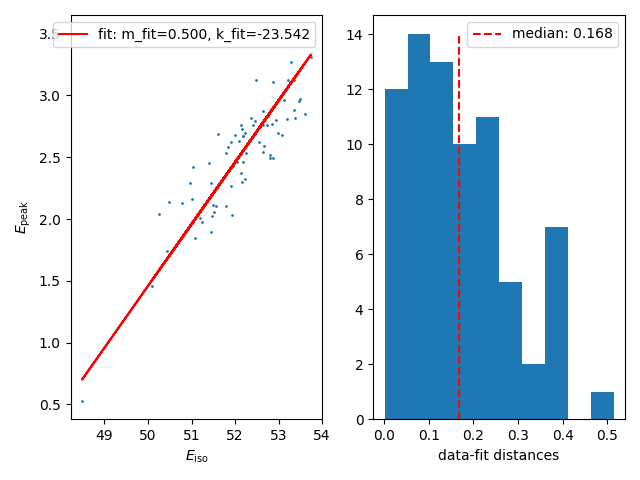 fit: m_fit=0.500, k_fit=-23.542
3.5
3.0
2.5
2.0
1.5
1.0
0.5
E_peak
49 50 51 52 53 54
E_iso
median: 0.168
14
12
10
8
6
4
2
0
0.0 0.1 0.2 0.3 0.4 0.5
data-fit distances